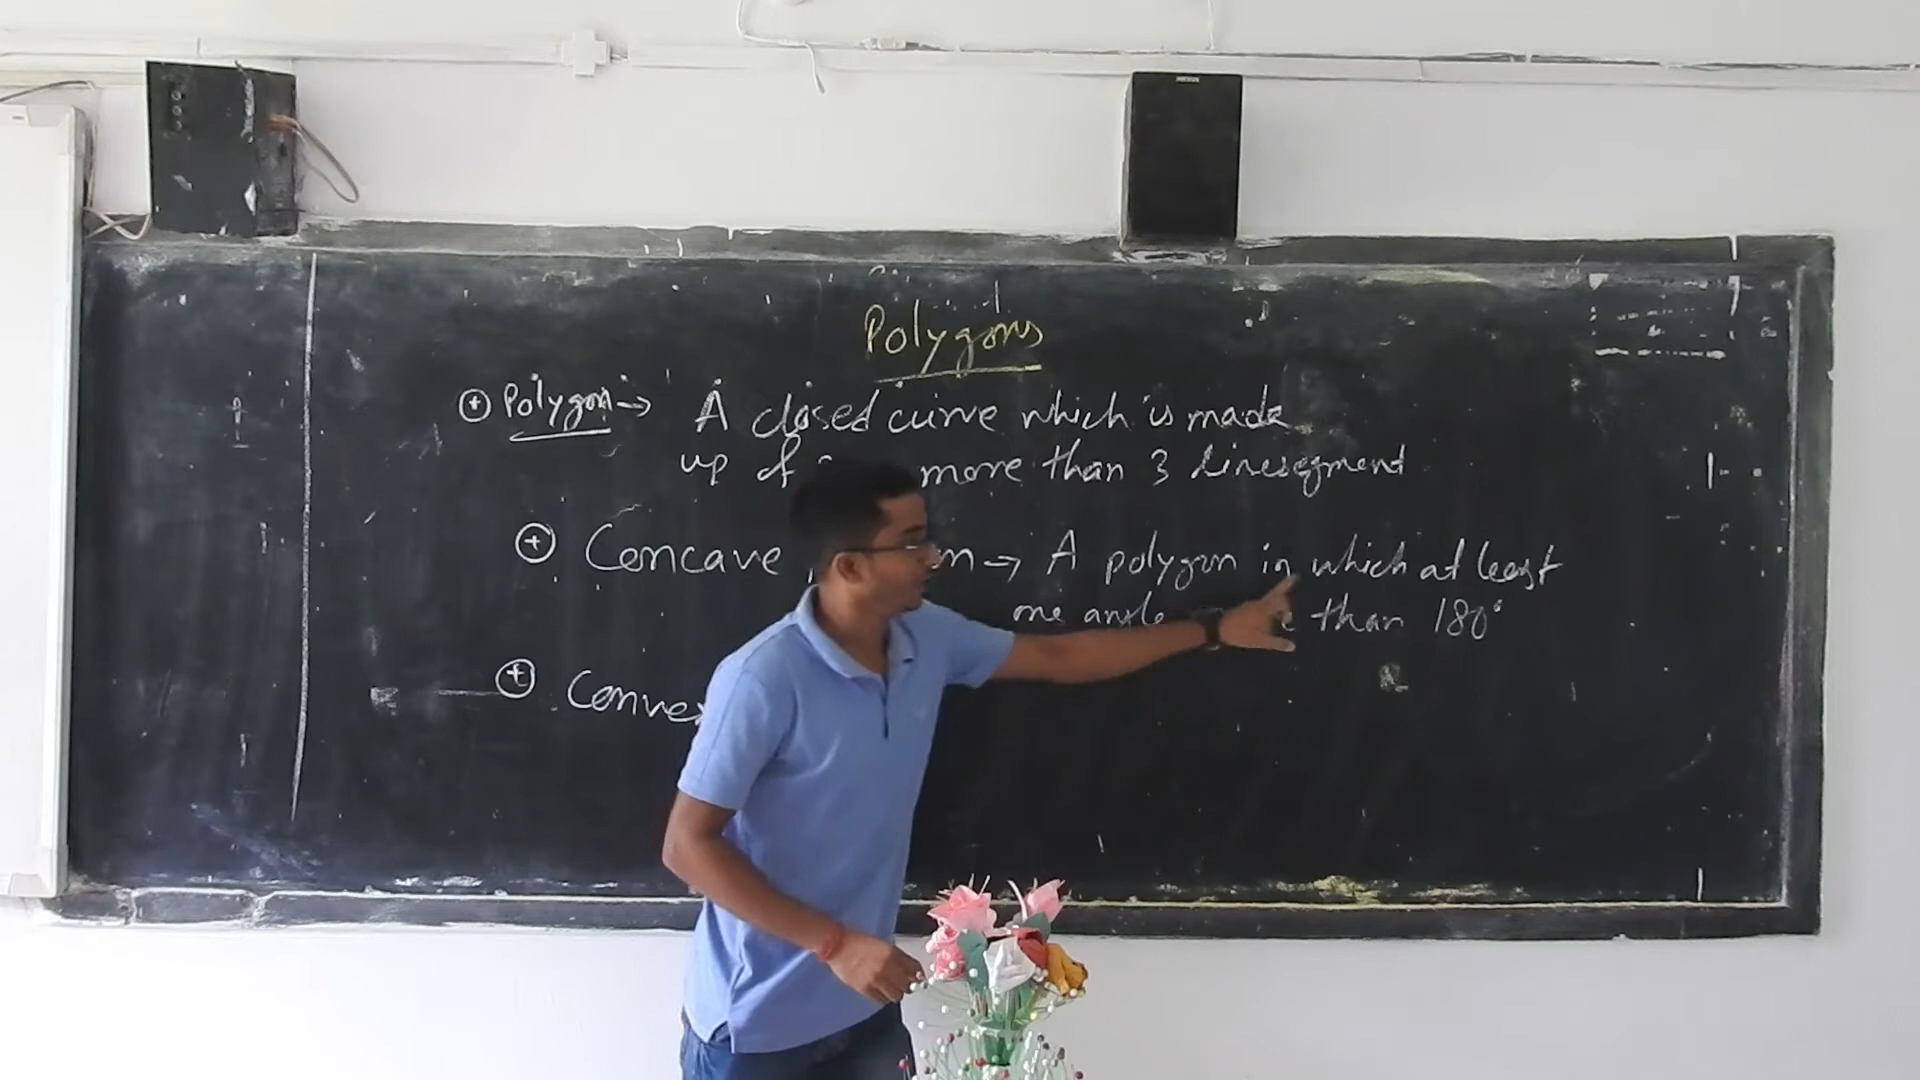 Polygons
Polygon → A closed curve which is made
up of more than 3 linesegment
Concave → A polygon in which at least
one angle than 180°